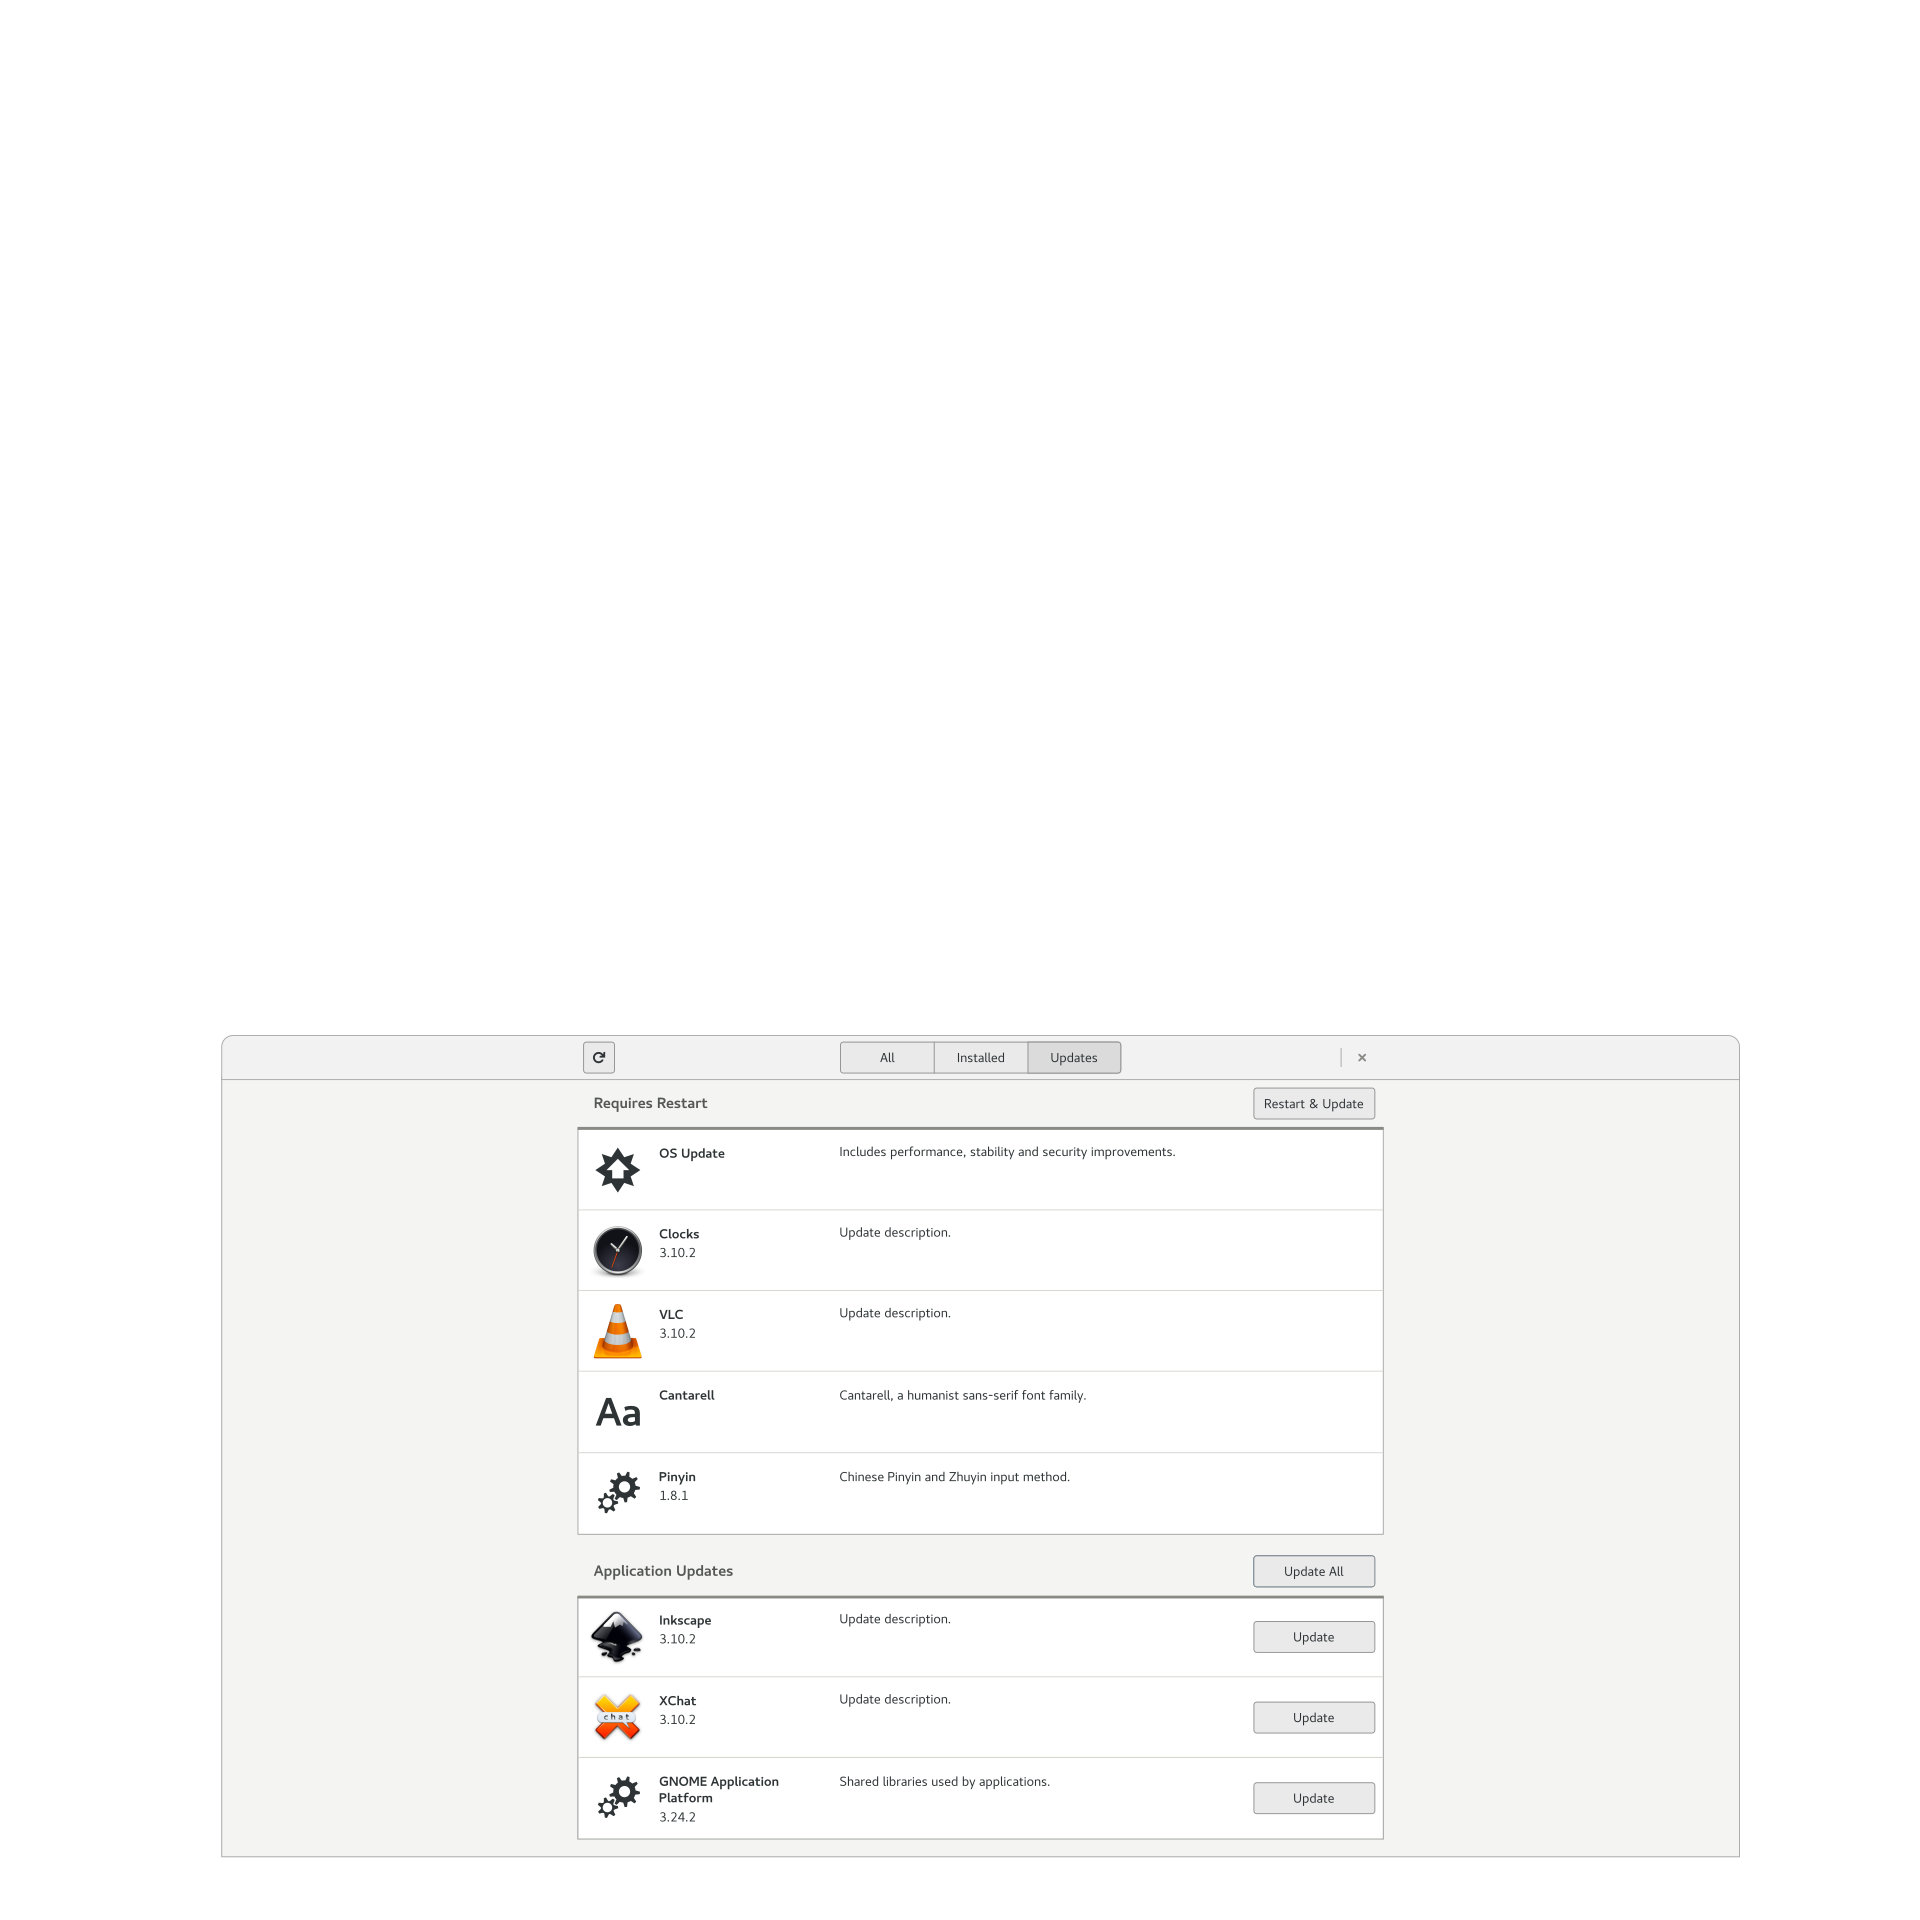 All Installed Updates
Requires Restart Restart & Update
OS Update Includes performance, stability and security improvements.
Clocks Update description.
3.10.2
VLC Update description.
3.10.2
Aa Cantarell Cantarell, a humanist sans-serif font family.
Pinyin Chinese Pinyin and Zhuyin input method.
1.8.1
Application Updates Update All
Inkscape Update description.
3.10.2
Update
XChat Update description.
chat 3.10.2
Update
GNOME Application Shared libraries used by applications.
Platform Update
3.24.2